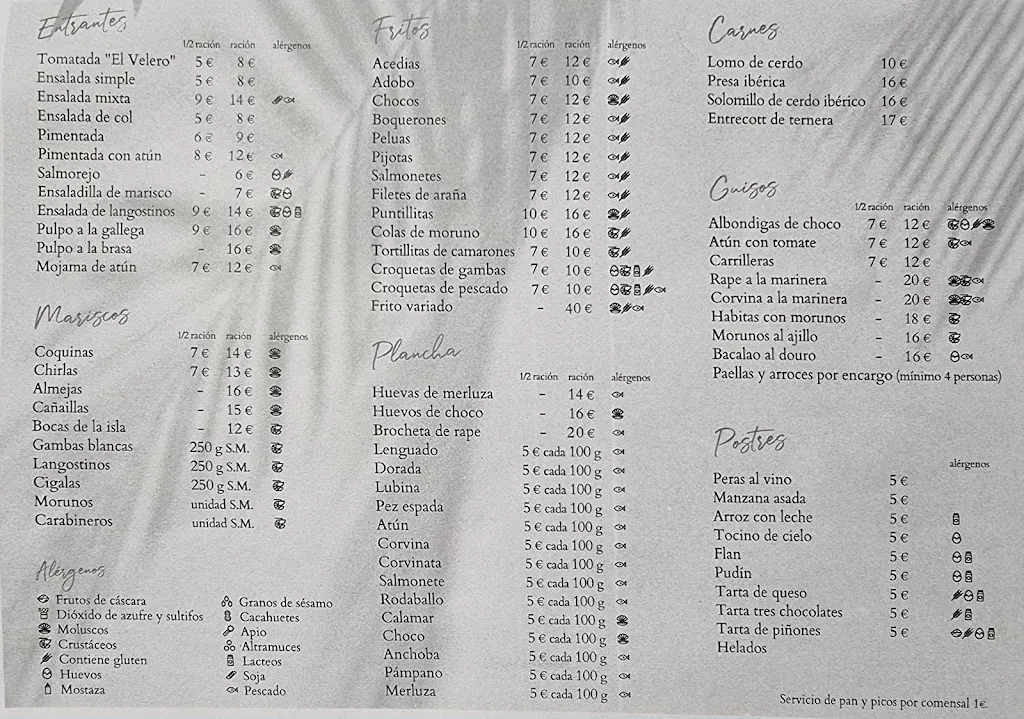 Entrantes
1/2 ración ración alérgenos
Tomatada "El Velero" 5 € 8 €
Ensalada simple 5 € 8 €
Ensalada mixta 9 € 14 €
Ensalada de col 5 € 8 €
Pimentada 6 € 9 €
Pimentada con atún 8 € 12 €
Salmorejo - 6 €
Ensaladilla de marisco - 7 €
Ensalada de langostinos 9 € 14 €
Pulpo a la gallega 9 € 16 €
Pulpo a la brasa - 16 €
Mojama de atún 7 € 12 €
Mariscos
1/2 ración ración alérgenos
Coquinas 7 € 14 €
Chirlas 7 € 13 €
Almejas - 16 €
Cañaillas - 15 €
Bocas de la isla - 12 €
Gambas blancas 250 g S.M.
Langostinos 250 g S.M.
Cigalas 250 g S.M.
Morunos unidad S.M.
Carabineros unidad S.M.
Alérgenos
Frutos de cáscara
Dióxido de azufre y sulfitos
Moluscos
Crustáceos
Contiene gluten
Huevos
Mostaza
Granos de sésamo
Cacahuetes
Apio
Altramuces
Lacteos
Soja
Pescado
Fritos
1/2 ración ración alérgenos
Acedias 7 € 12 €
Adobo 7 € 10 €
Chocos 7 € 12 €
Boquerones 7 € 12 €
Peluas 7 € 12 €
Pijotas 7 € 12 €
Salmonetes 7 € 12 €
Filetes de araña 7 € 12 €
Puntillitas 10 € 16 €
Colas de moruno 10 € 16 €
Tortillitas de camarones 7 € 10 €
Croquetas de gambas 7 € 10 €
Croquetas de pescado 7 € 10 €
Frito variado - 40 €
Plancha
1/2 ración ración alérgenos
Huevas de merluza - 14 €
Huevos de choco - 16 €
Brocheta de rape - 20 €
Lenguado 5 € cada 100 g
Dorada 5 € cada 100 g
Lubina 5 € cada 100 g
Pez espada 5 € cada 100 g
Atún 5 € cada 100 g
Corvina 5 € cada 100 g
Corvinata 5 € cada 100 g
Salmonete 5 € cada 100 g
Rodaballo 5 € cada 100 g
Calamar 5 € cada 100 g
Choco 5 € cada 100 g
Anchoba 5 € cada 100 g
Pámpano 5 € cada 100 g
Merluza 5 € cada 100 g
Carnes
Lomo de cerdo 10 €
Presa ibérica 16 €
Solomillo de cerdo ibérico 16 €
Entrecott de ternera 17 €
Guisos
1/2 ración ración alérgenos
Albondigas de choco 7 € 12 €
Atún con tomate 7 € 12 €
Carrilleras 7 € 12 €
Rape a la marinera - 20 €
Corvina a la marinera - 20 €
Habitas con morunos - 18 €
Morunos al ajillo - 16 €
Bacalao al douro - 16 €
Paellas y arroces por encargo (mínimo 4 personas)
Postres
alérgenos
Peras al vino 5 €
Manzana asada 5 €
Arroz con leche 5 €
Tocino de cielo 5 €
Flan 5 €
Pudín 5 €
Tarta de queso 5 €
Tarta tres chocolates 5 €
Tarta de piñones 5 €
Helados
Servicio de pan y picos por comensal 1€.